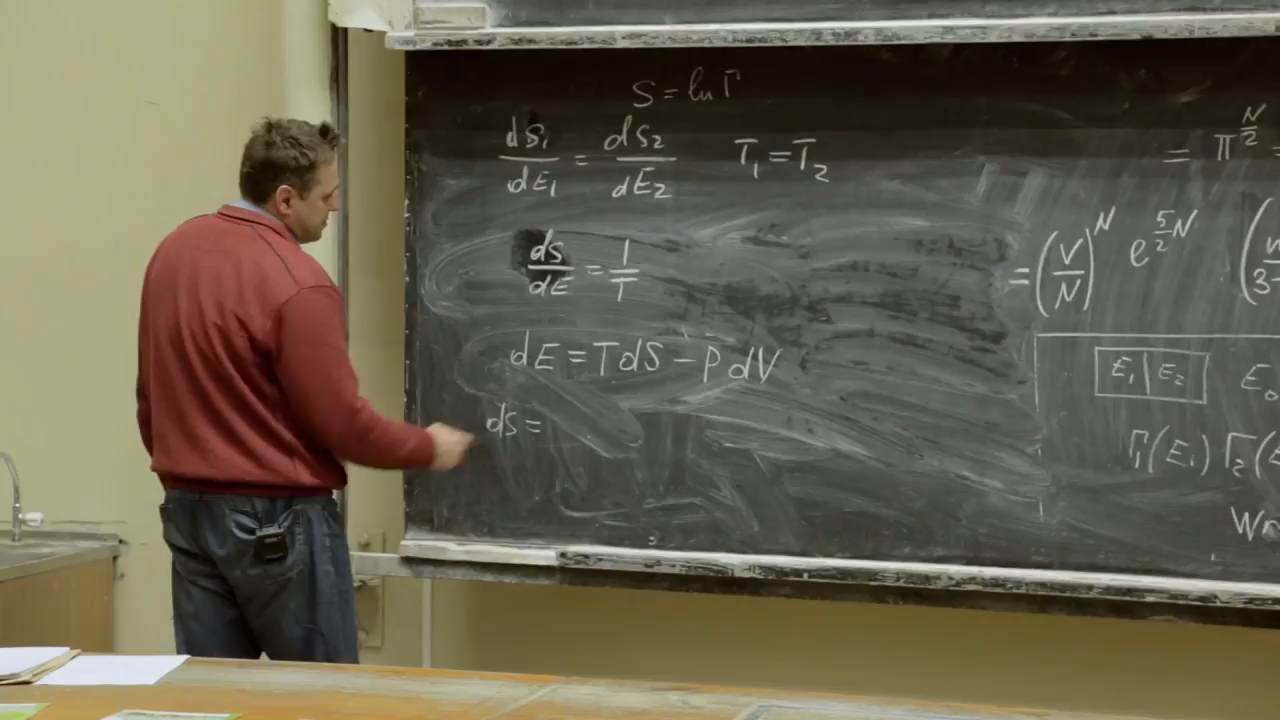 S = ln Γ
dS₁/dE₁ = dS₂/dE₂ T₁ = T₂
dS/dE = 1/T
dE = TdS − PdV
dS =
= π^(N/2)
= (V/N)^N e^(5/2 N)
E₁ | E₂ E₀
Γ₁(E₁) Γ₂(E